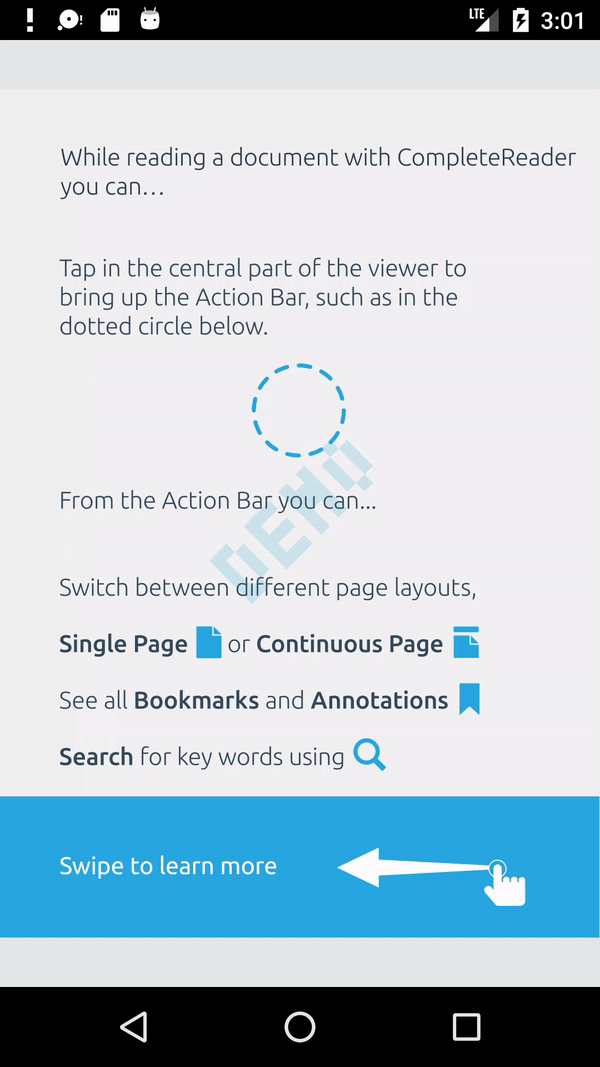 LTE 3:01
While reading a document with CompleteReader
you can…
Tap in the central part of the viewer to
bring up the Action Bar, such as in the
dotted circle below.
DEMO
From the Action Bar you can...
Switch between different page layouts,
Single Page or Continuous Page
See all Bookmarks and Annotations
Search for key words using
Swipe to learn more